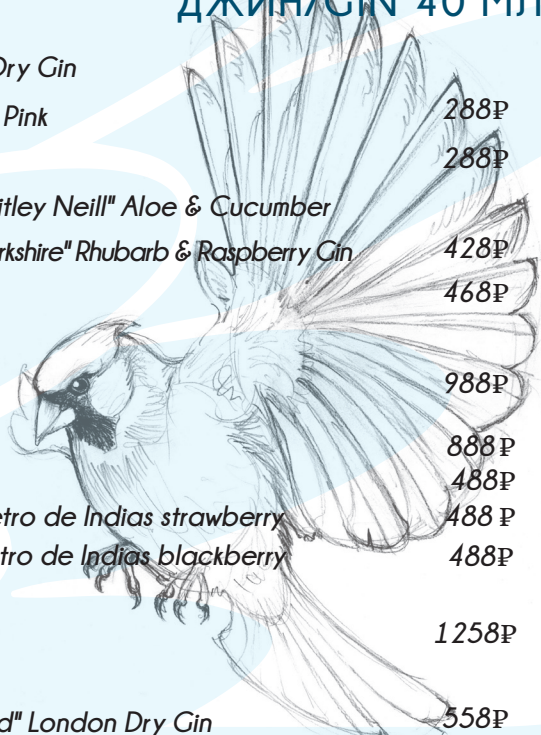 ДЖИН/GIN 40 МЛ
Dry Gin
Pink
288₽
288₽
itley Neill" Aloe & Cucumber
rkshire" Rhubarb & Raspberry Gin
428₽
468₽
988₽
888₽
488₽
etro de Indias strawberry 488₽
tro de Indias blackberry 488₽
1258₽
d" London Dry Gin 558₽